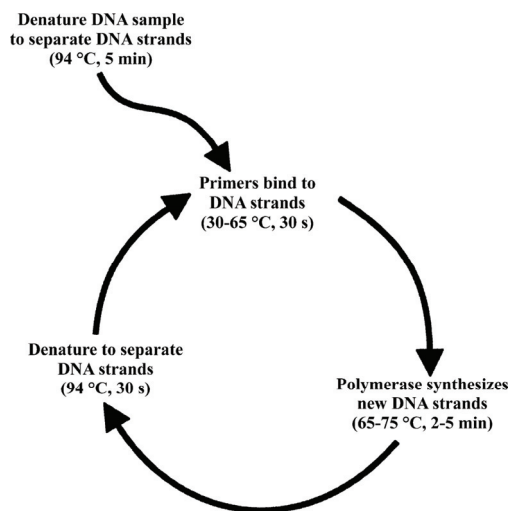 Denature DNA sample
to separate DNA strands
(94 °C, 5 min)
Primers bind to
DNA strands
(30-65 °C, 30 s)
Polymerase synthesizes
new DNA strands
(65-75 °C, 2-5 min)
Denature to separate
DNA strands
(94 °C, 30 s)